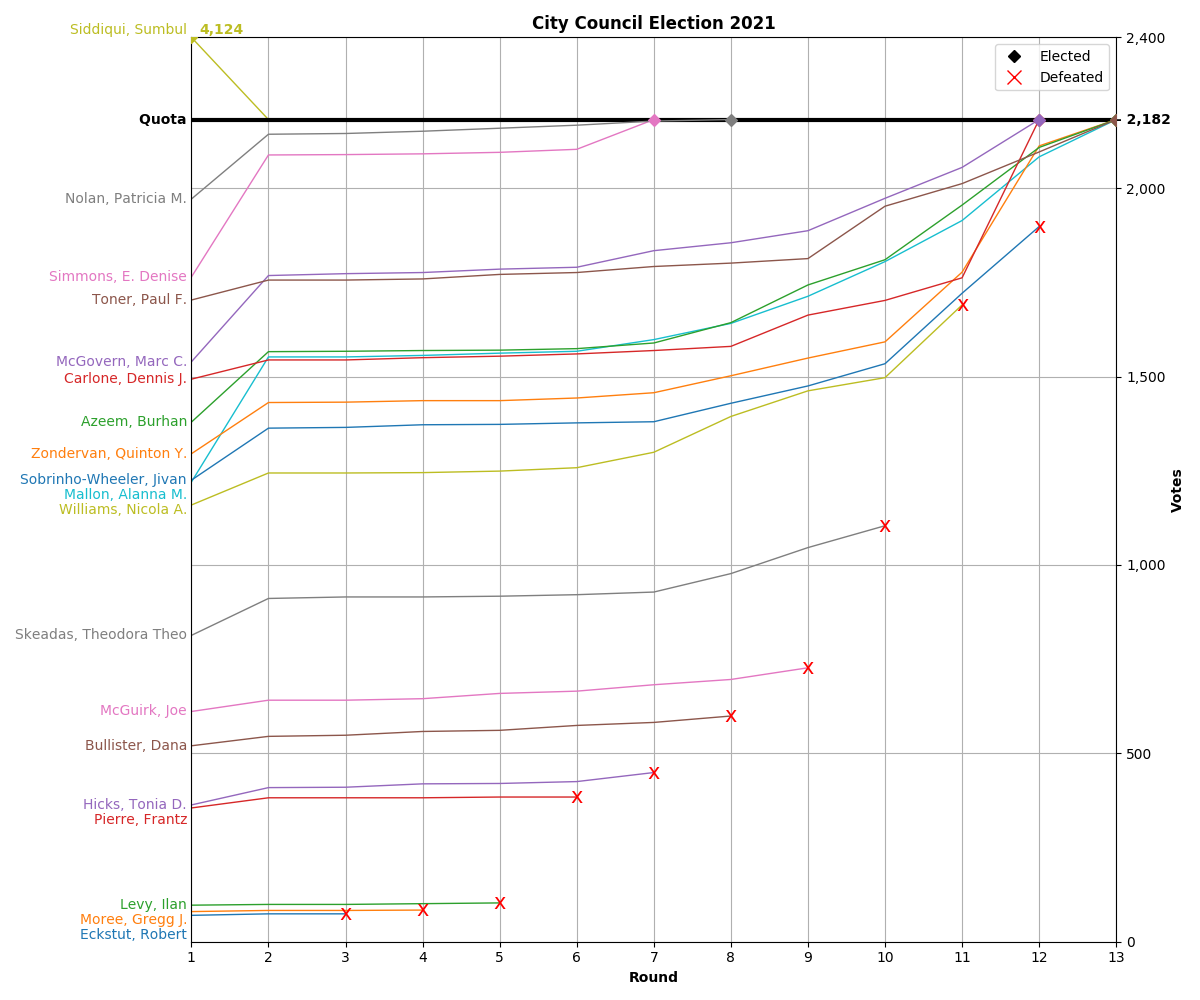 City Council Election 2021
Siddiqui, Sumbul 4,124
2,400
Elected
Defeated
Quota
2,182
Nolan, Patricia M.
2,000
Simmons, E. Denise
Toner, Paul F.
McGovern, Marc C.
Carlone, Dennis J.
1,500
Azeem, Burhan
Zondervan, Quinton Y.
Sobrinho-Wheeler, Jivan
Mallon, Alanna M.
Williams, Nicola A.
Votes
1,000
Skeadas, Theodora Theo
McGuirk, Joe
500
Bullister, Dana
Hicks, Tonia D.
Pierre, Frantz
Levy, Ilan
Moree, Gregg J.
Eckstut, Robert
0
1 2 3 4 5 6 7 8 9 10 11 12 13
Round